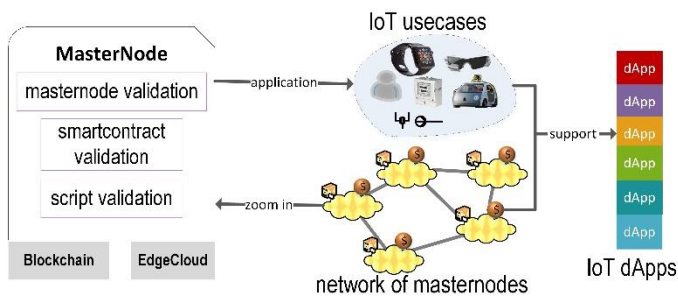 MasterNode
masternode validation
smartcontract
validation
script validation
Blockchain
EdgeCloud
application
zoom in
IoT usecases
$
$
$
$
$
network of masternodes
support
dApp
dApp
dApp
dApp
dApp
dApp
IoT dApps